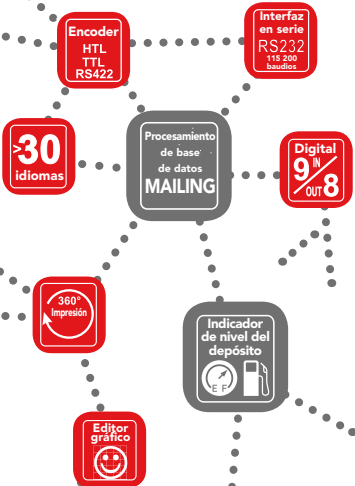 Encoder
HTL
TTL
RS422
Interfaz
en serie
RS232
115 200
baudios
>30
idiomas
Procesamiento
de base
de datos
MAILING
Digital
9 IN
OUT 8
360°
Impresión
Indicador
de nivel del
depósito
E F
Editor
gráfico